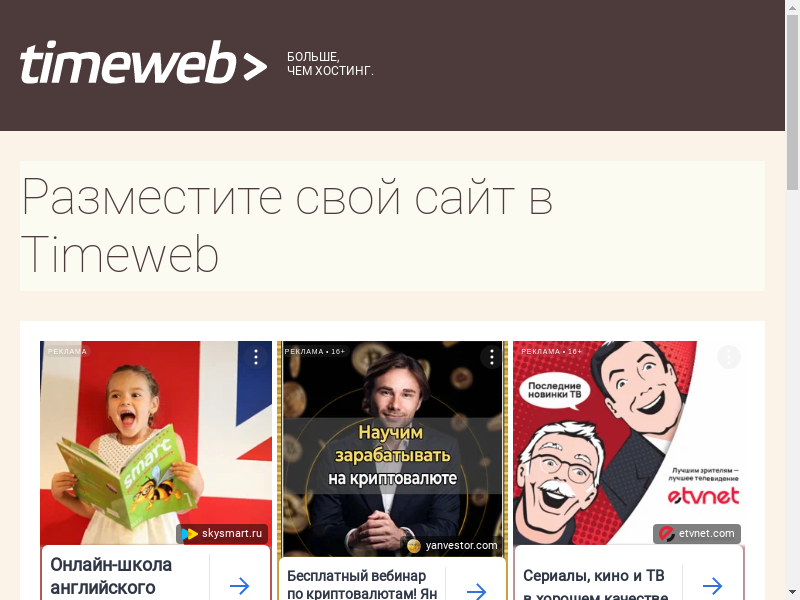 timeweb>
БОЛЬШЕ,
ЧЕМ ХОСТИНГ.
Разместите свой сайт в
Timeweb
РЕКЛАМА
smart
skysmart.ru
Онлайн-школа
английского
РЕКЛАМА • 16+
Научим
зарабатывать
на криптовалюте
yanvestor.com
Бесплатный вебинар
по криптовалютам! Ян
РЕКЛАМА • 16+
Последние
новинки ТВ
Лучшим зрителям –
лучшее телевидение
etvnet
etvnet.com
Сериалы, кино и ТВ
в хорошем качестве